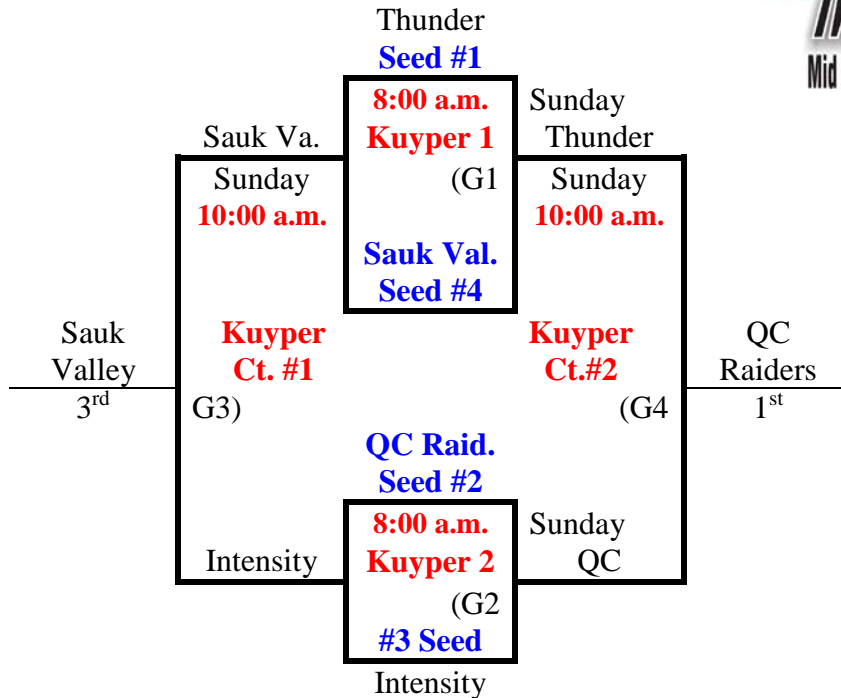 Thunder
Seed #1
Mid
8:00 a.m. Sunday
Sauk Va. Kuyper 1 Thunder
Sunday (G1 Sunday
10:00 a.m. 10:00 a.m.
Sauk Val.
Seed #4
Sauk Kuyper Kuyper QC
Valley Ct. #1 Ct.#2 Raiders
3rd G3) (G4 1st
QC Raid.
Seed #2
8:00 a.m. Sunday
Intensity Kuyper 2 QC
(G2
#3 Seed
Intensity